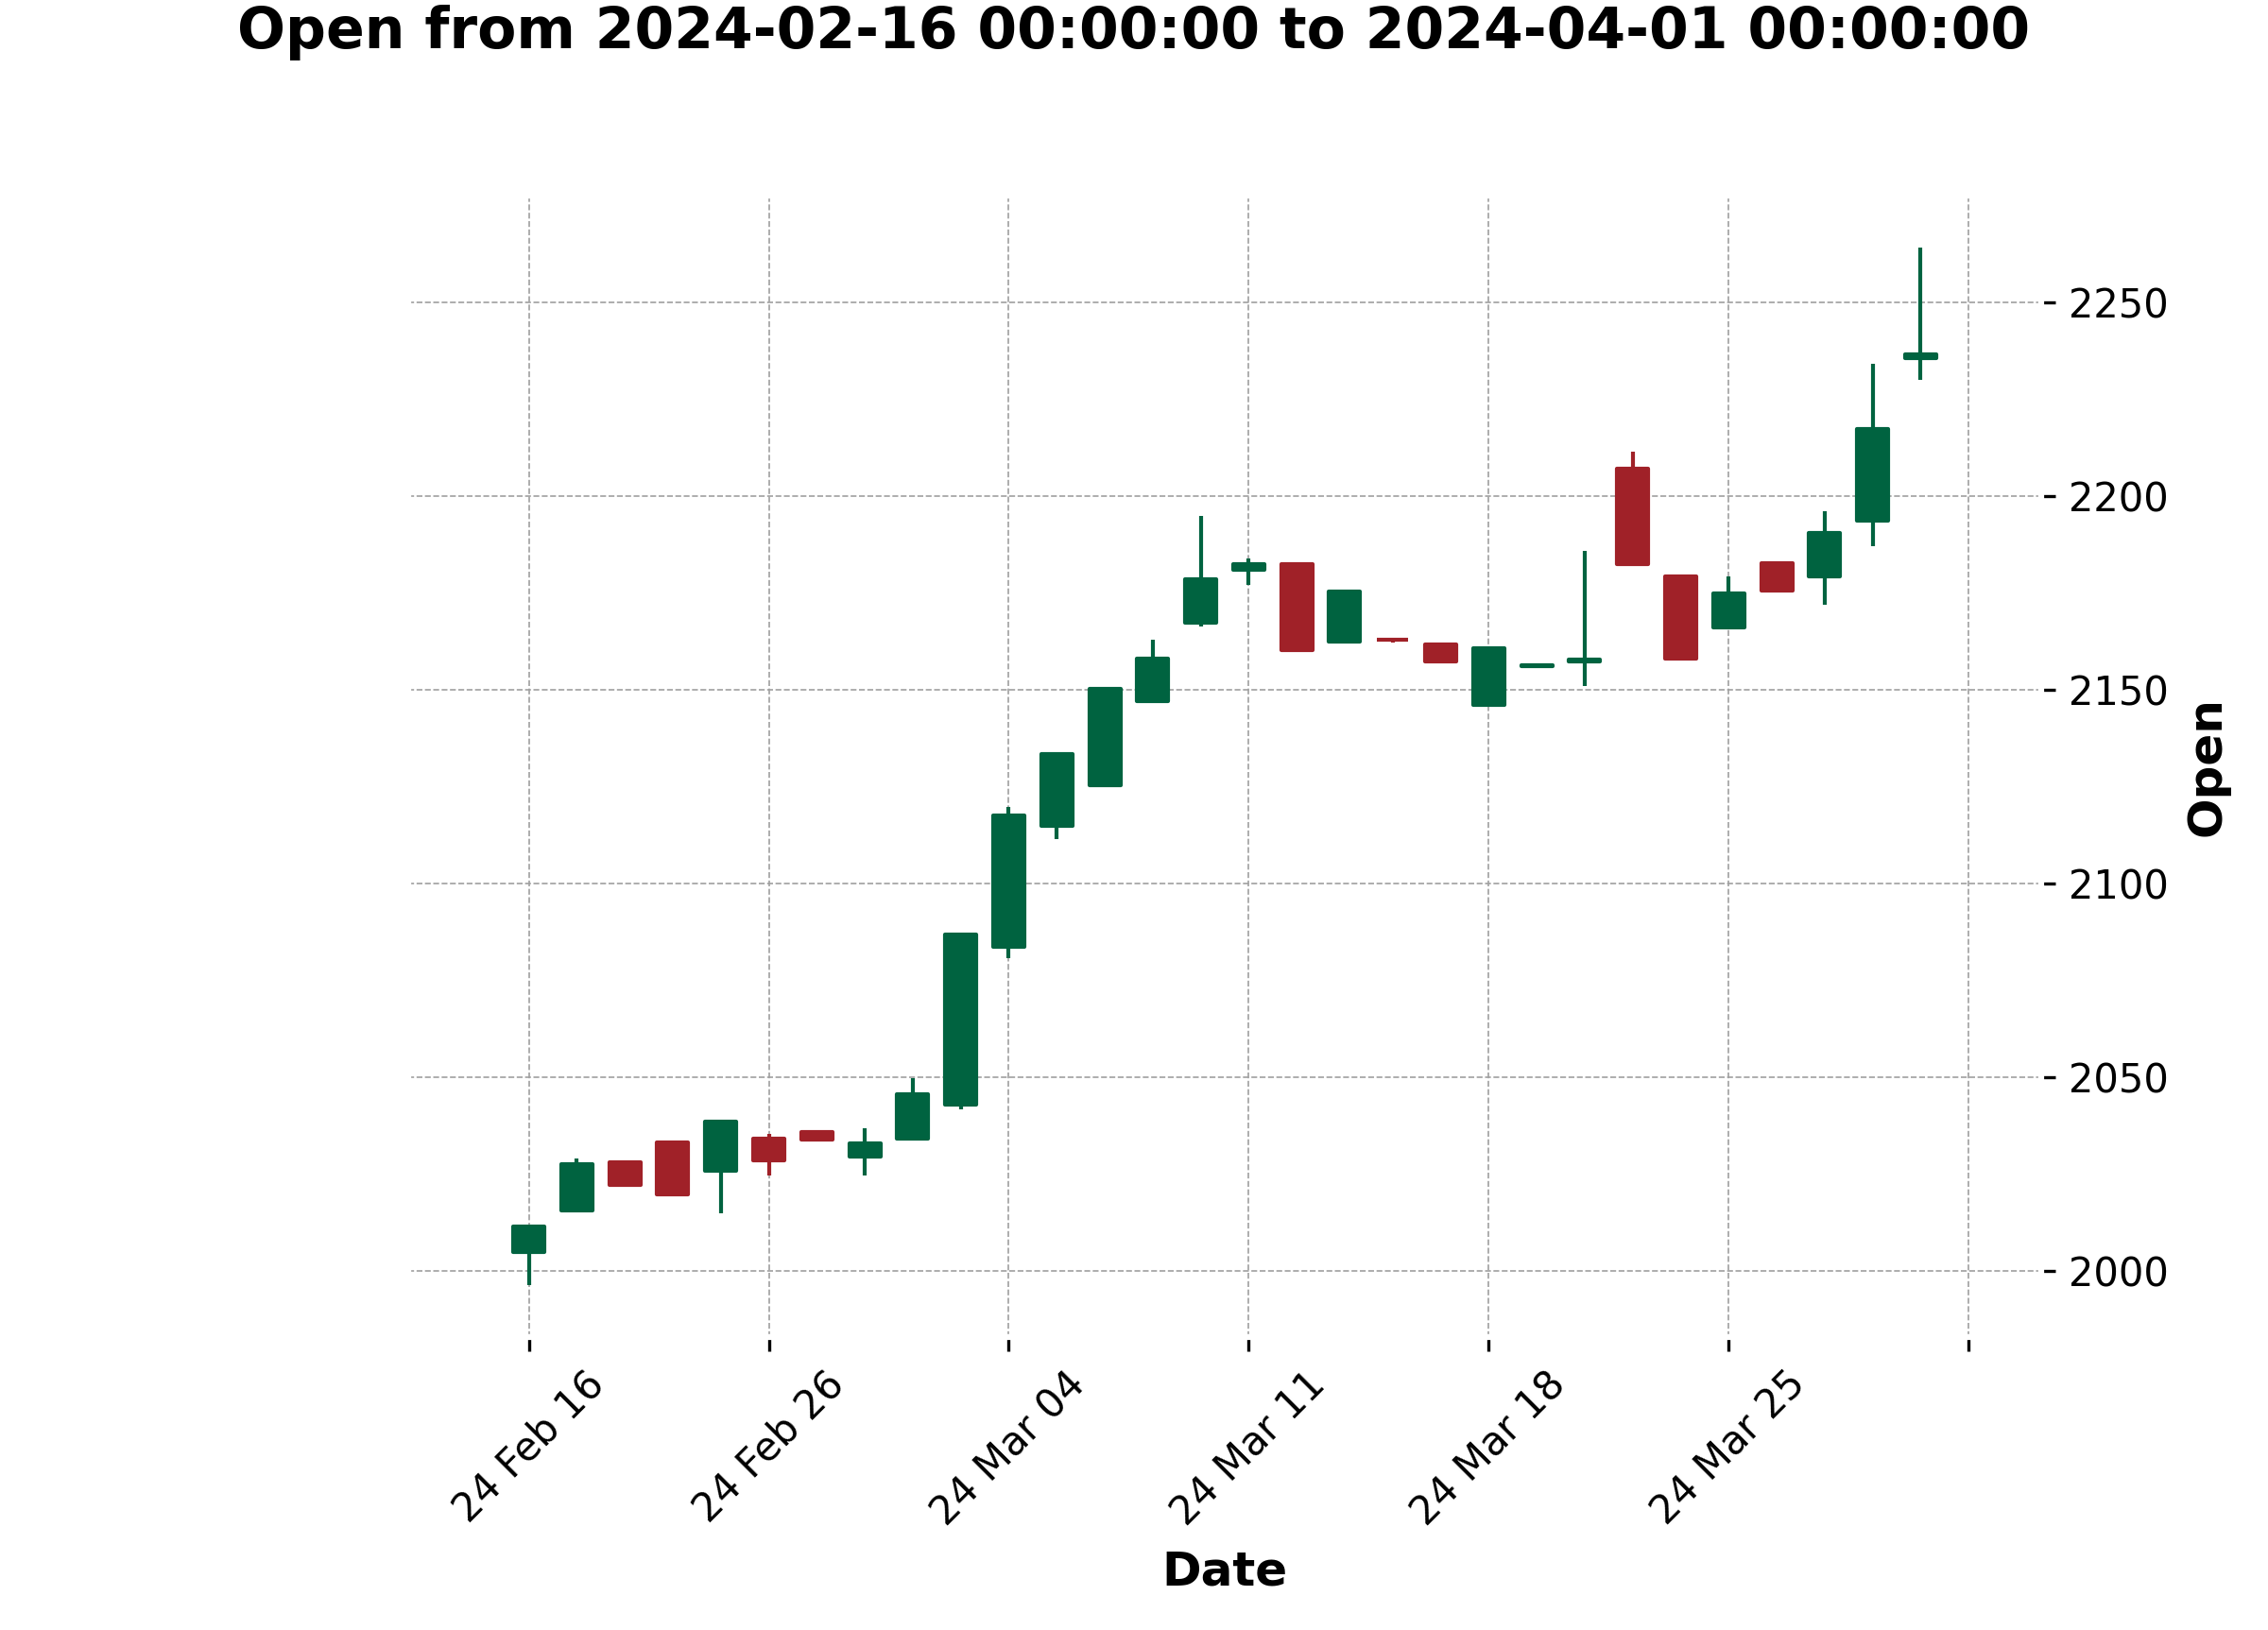 Open from 2024-02-16 00:00:00 to 2024-04-01 00:00:00
2250
2200
2150
2100
2050
2000
Open
24 Feb 16
24 Feb 26
24 Mar 04
24 Mar 11
24 Mar 18
24 Mar 25
Date